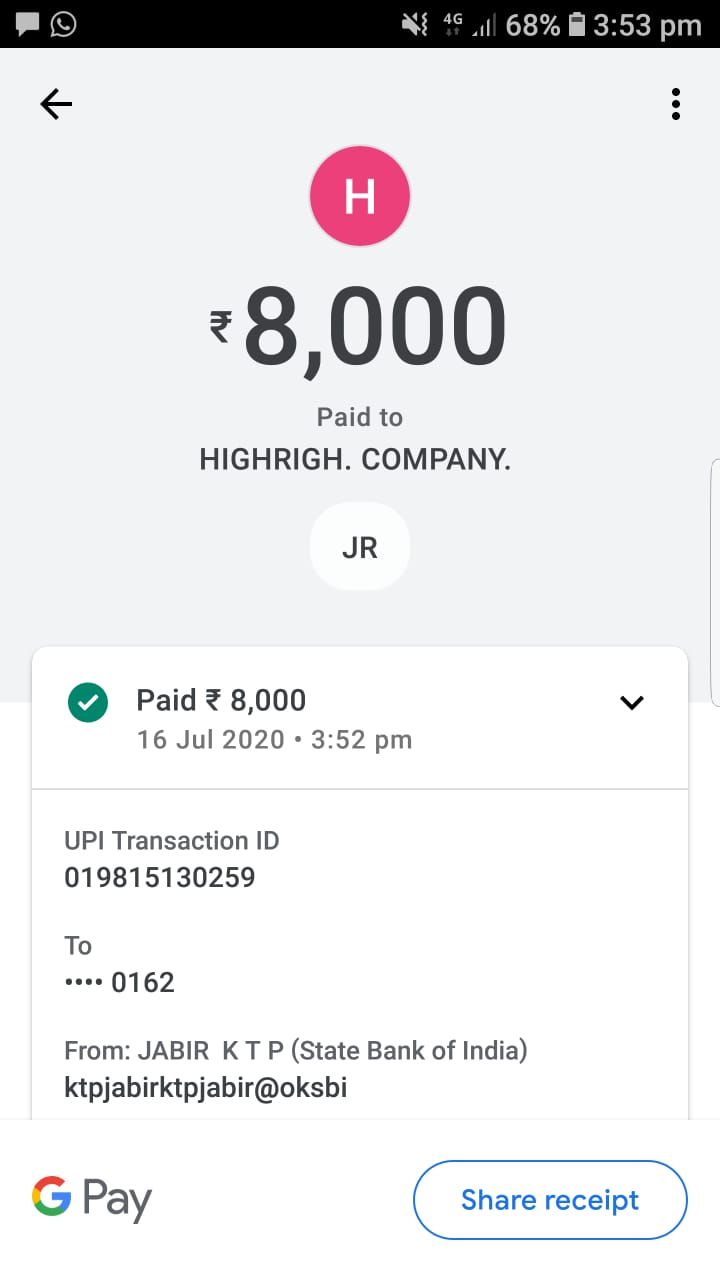 4G 68% 3:53 pm
H
₹8,000
Paid to
HIGHRIGH. COMPANY.
JR
Paid ₹ 8,000
16 Jul 2020 • 3:52 pm
UPI Transaction ID
019815130259
To
•••• 0162
From: JABIR  K T P (State Bank of India)
ktpjabirktpjabir@oksbi
G Pay
Share receipt